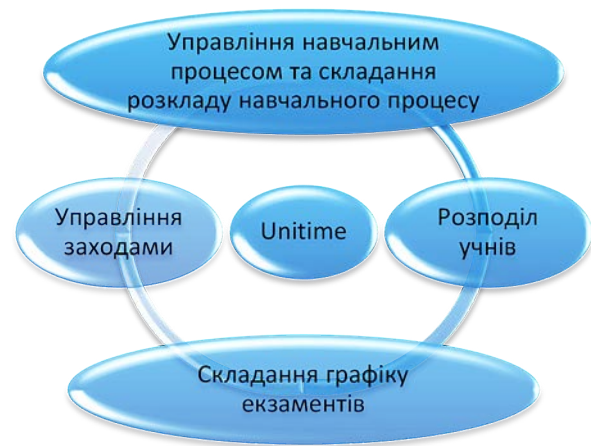 Управління навчальним
процесом та складання
розкладу навчального процесу
Управління
заходами
Unitime
Розподіл
учнів
Складання графіку
екзаментів